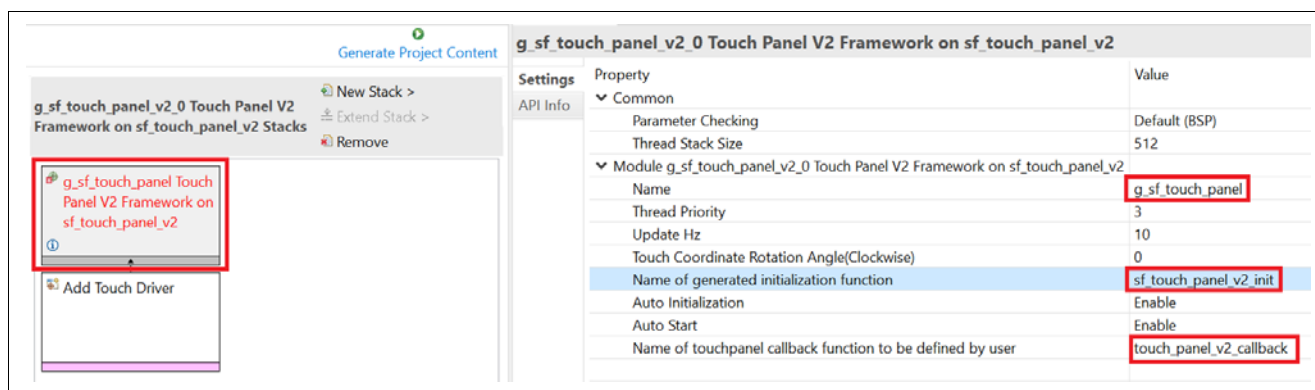 Generate Project Content
g_sf_touch_panel_v2_0 Touch Panel V2
Framework on sf_touch_panel_v2 Stacks
New Stack >
Extend Stack >
Remove
g_sf_touch_panel Touch
Panel V2 Framework on
sf_touch_panel_v2
Add Touch Driver
g_sf_touch_panel_v2_0 Touch Panel V2 Framework on sf_touch_panel_v2
Settings
API Info
Property Value
Common
Parameter Checking Default (BSP)
Thread Stack Size 512
Module g_sf_touch_panel_v2_0 Touch Panel V2 Framework on sf_touch_panel_v2
Name g_sf_touch_panel
Thread Priority 3
Update Hz 10
Touch Coordinate Rotation Angle(Clockwise) 0
Name of generated initialization function sf_touch_panel_v2_init
Auto Initialization Enable
Auto Start Enable
Name of touchpanel callback function to be defined by user touch_panel_v2_callback